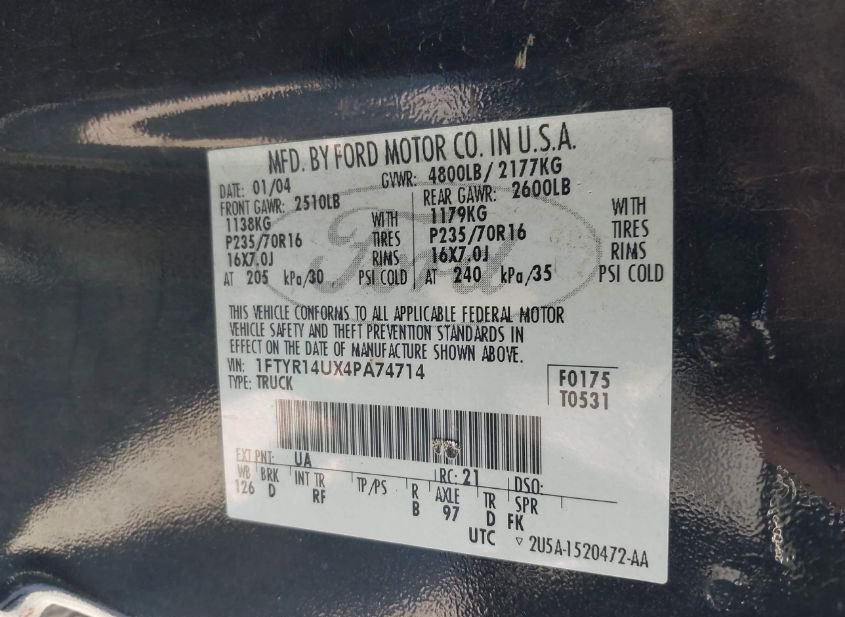 MFD. BY FORD MOTOR CO. IN U.S.A.
DATE: 01/04 GVWR: 4800LB/ 2177KG
FRONT GAWR: 2510LB REAR GAWR: 2600LB
1138KG WITH 1179KG WITH
P235/70R16 TIRES P235/70R16 TIRES
16X7.0J RIMS 16X7.0J RIMS
AT 205 kPa/30 PSI COLD AT 240 kPa/35 PSI COLD
Ford
THIS VEHICLE CONFORMS TO ALL APPLICABLE FEDERAL MOTOR
VEHICLE SAFETY AND THEFT PREVENTION STANDARDS IN
EFFECT ON THE DATE OF MANUFACTURE SHOWN ABOVE.
VIN: 1FTYR14UX4PA74714
TYPE: TRUCK
F0175
T0531
EXT PNT: UA RC: 21 DSO:
WB BRK INT TR TP/PS R AXLE TR SPR
126 D RF B 97 D FK
UTC ▽ 2U5A-1520472-AA